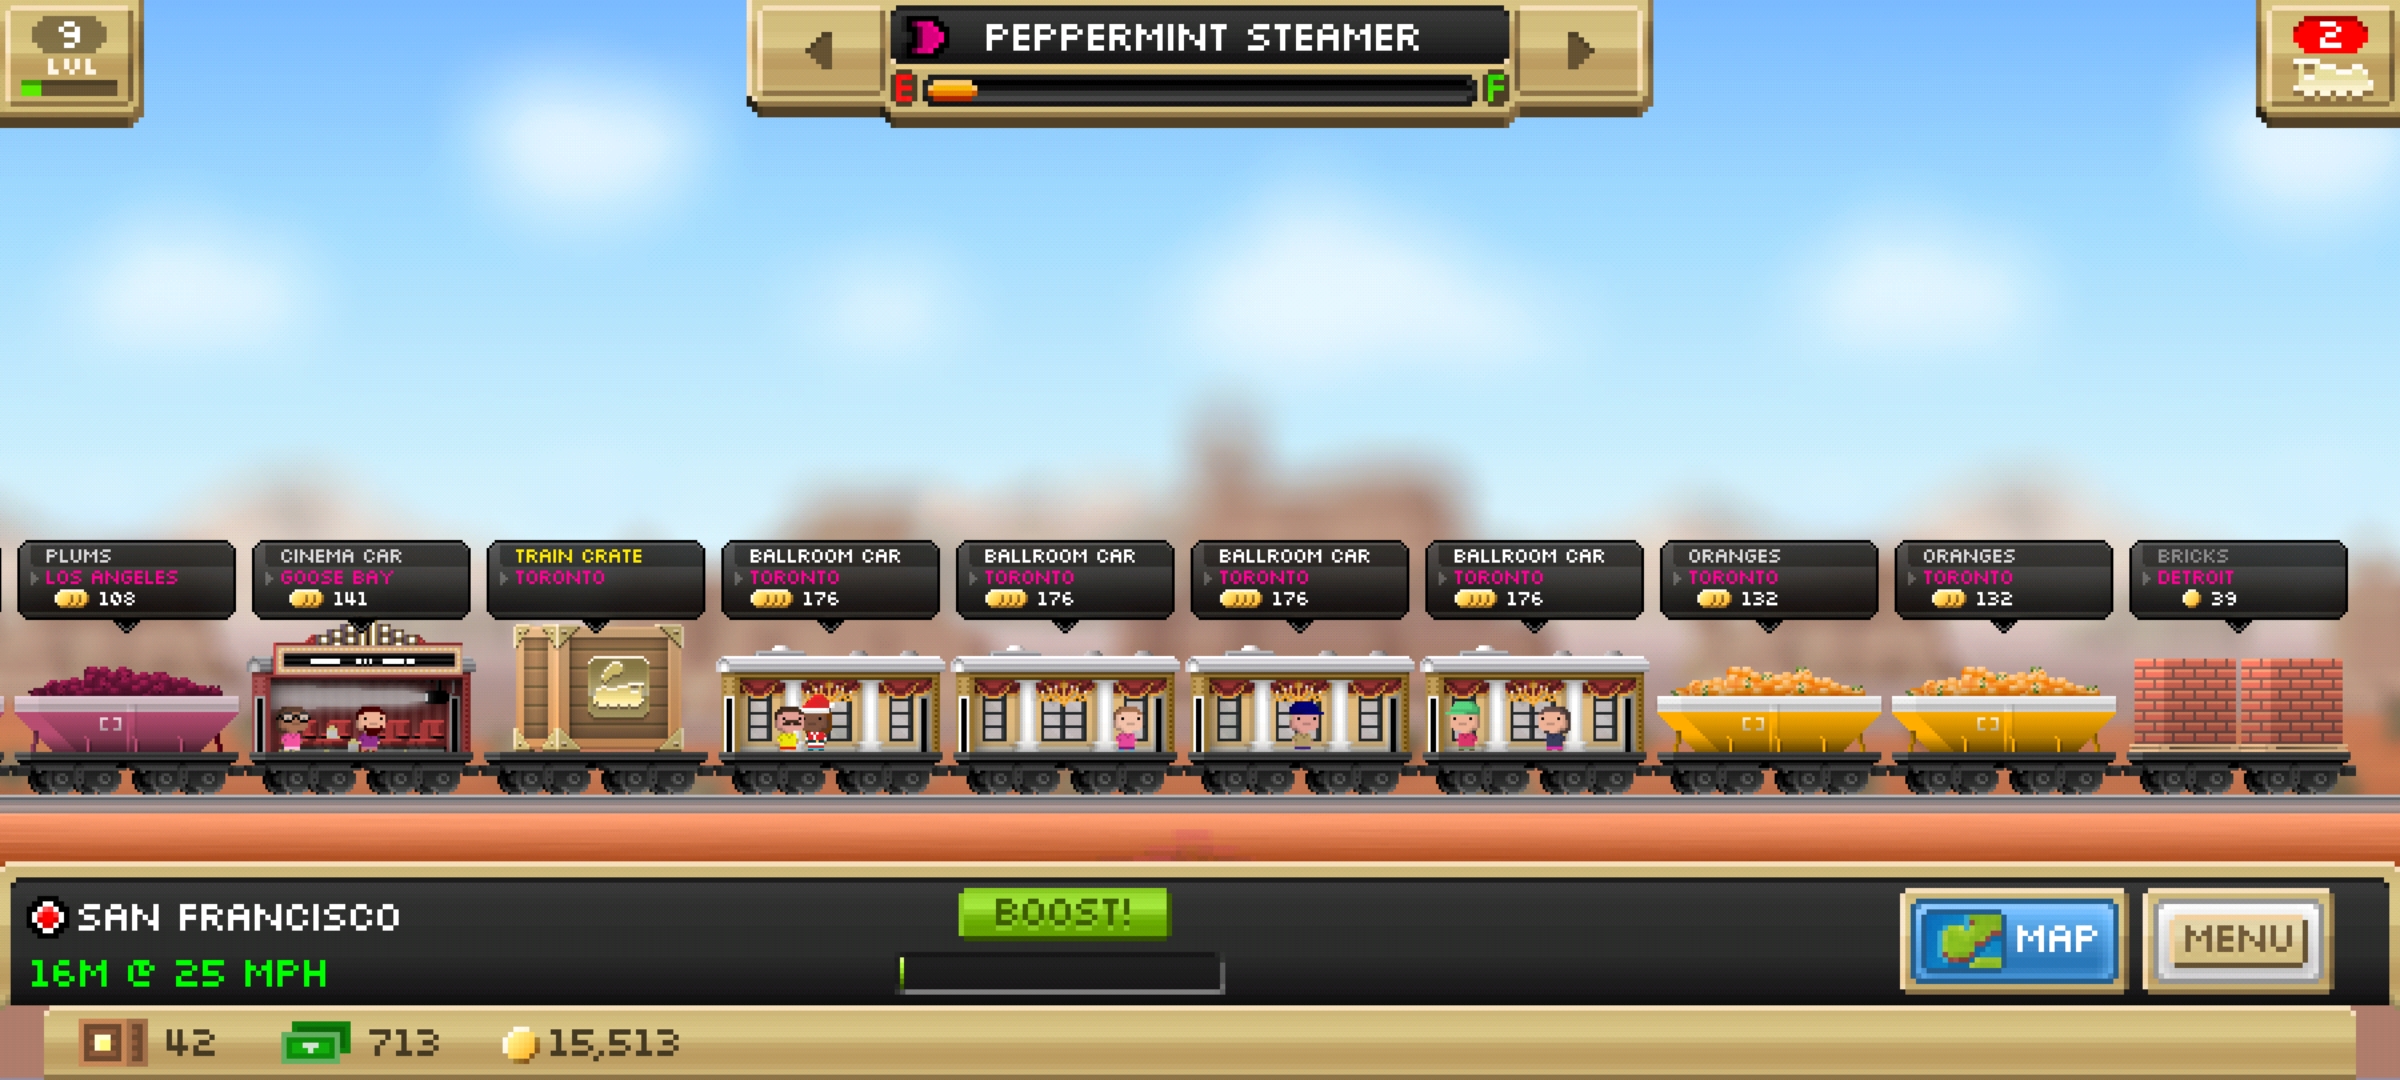 9
LVL
PEPPERMINT STEAMER
E
F
2
PLUMS
LOS ANGELES
108
CINEMA CAR
GOOSE BAY
141
TRAIN CRATE
TORONTO
BALLROOM CAR
TORONTO
176
BALLROOM CAR
TORONTO
176
BALLROOM CAR
TORONTO
176
BALLROOM CAR
TORONTO
176
ORANGES
TORONTO
132
ORANGES
TORONTO
132
BRICKS
DETROIT
39
SAN FRANCISCO
16M @ 25 MPH
BOOST!
MAP
MENU
42
713
15,513